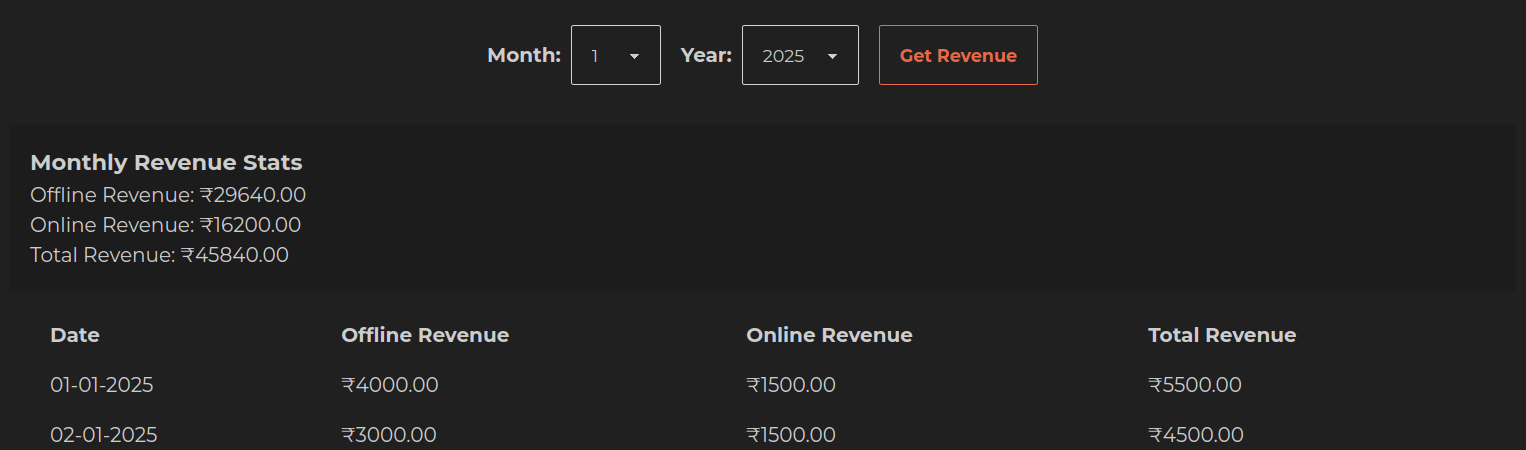 Month: 1 Year: 2025 Get Revenue
Monthly Revenue Stats
Offline Revenue: ₹29640.00
Online Revenue: ₹16200.00
Total Revenue: ₹45840.00
Date Offline Revenue Online Revenue Total Revenue
01-01-2025 ₹4000.00 ₹1500.00 ₹5500.00
02-01-2025 ₹3000.00 ₹1500.00 ₹4500.00